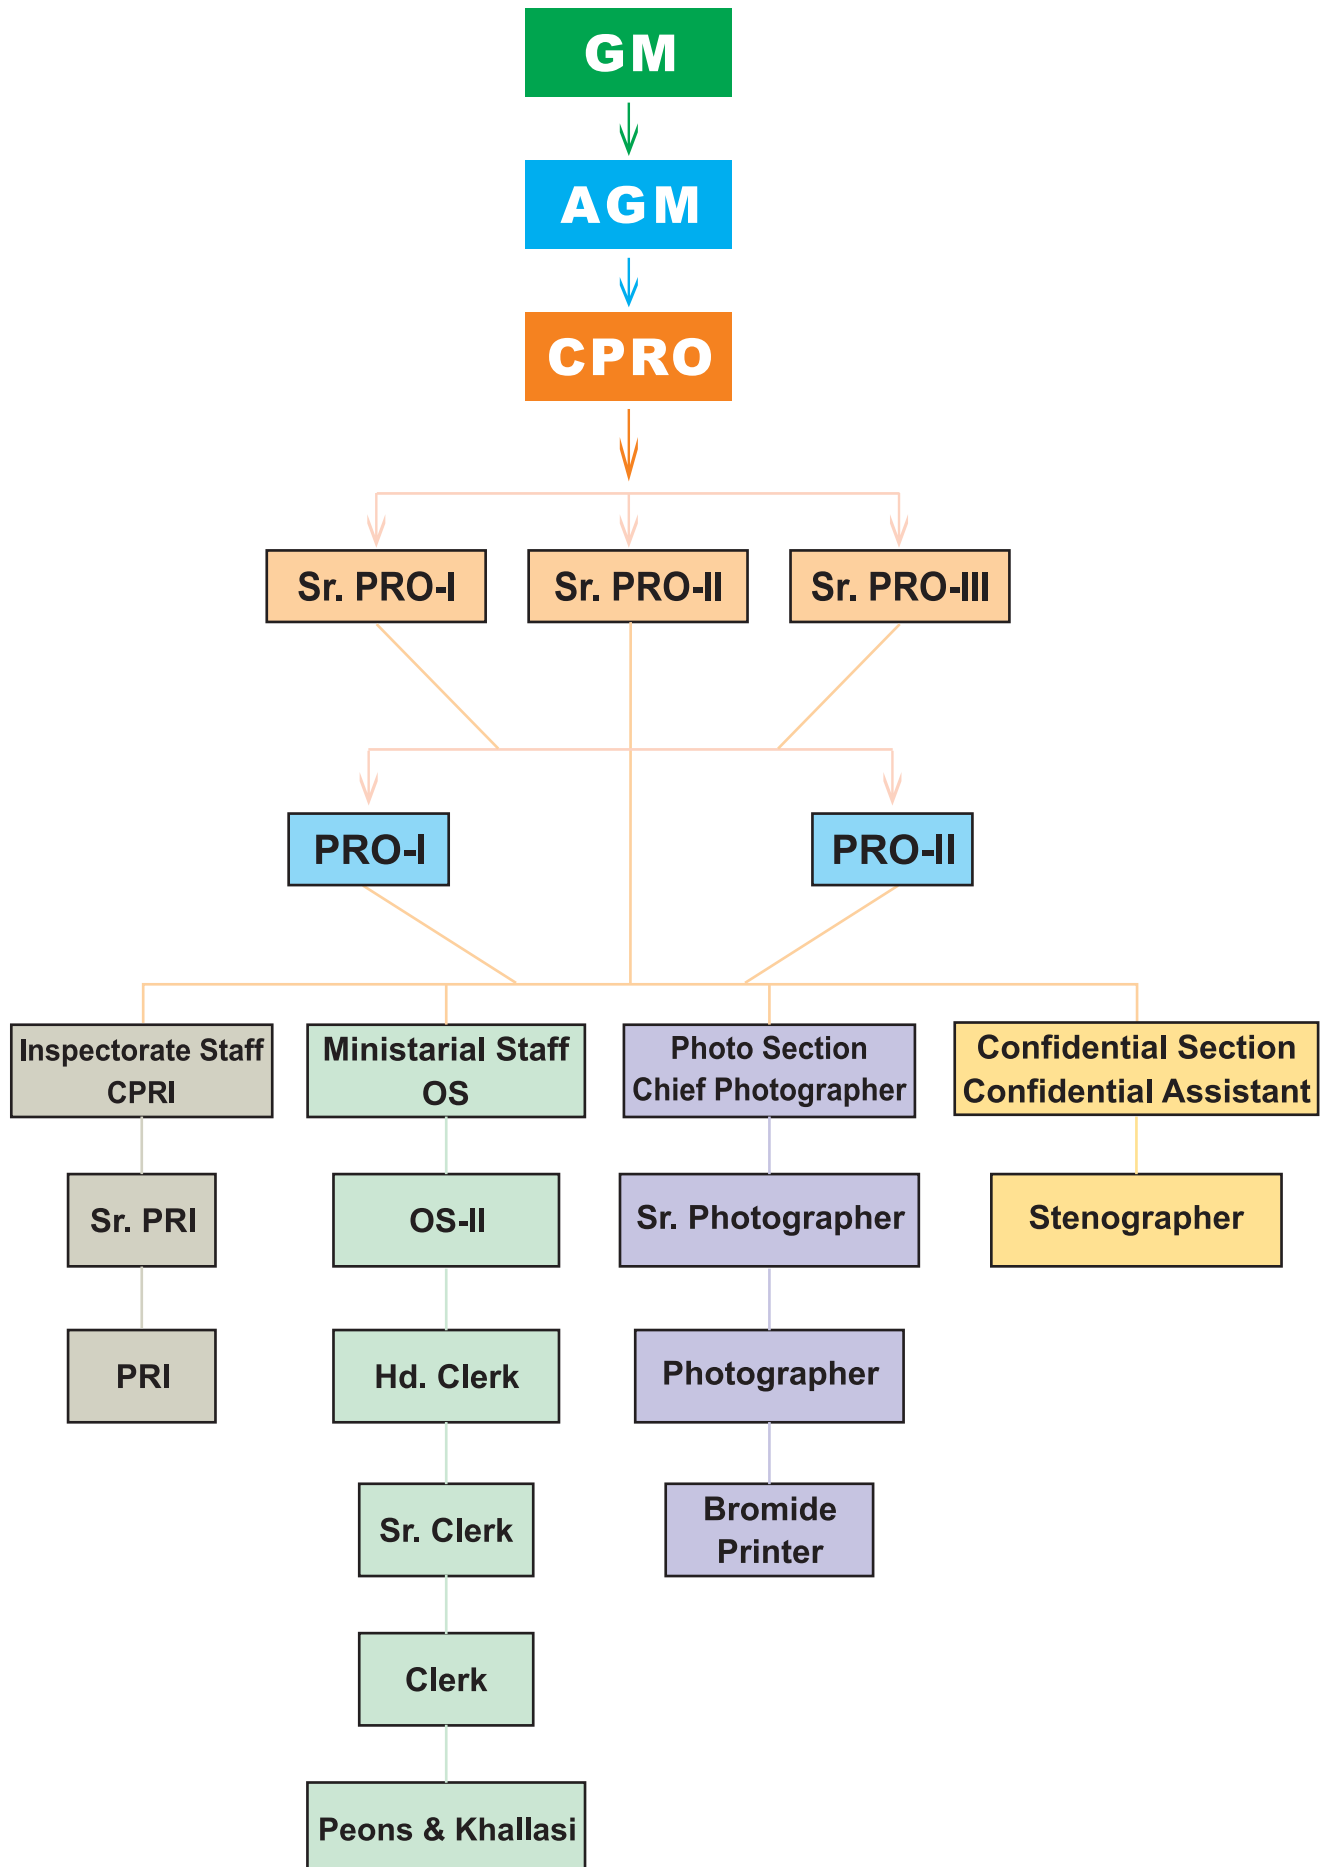 GM
AGM
CPRO
Sr. PRO-I
Sr. PRO-II
Sr. PRO-III
PRO-I
PRO-II
Inspectorate Staff
CPRI
Ministarial Staff
OS
Photo Section
Chief Photographer
Confidential Section
Confidential Assistant
Sr. PRI
OS-II
Sr. Photographer
Stenographer
PRI
Hd. Clerk
Photographer
Sr. Clerk
Bromide
Printer
Clerk
Peons & Khallasi